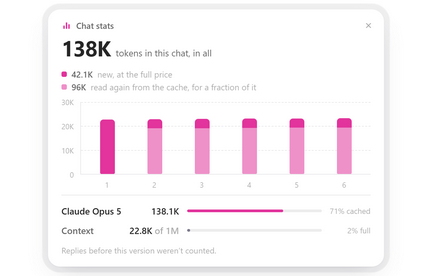 Chat stats
138K tokens in this chat, in all
42.1K new, at the full price
96K read again from the cache, for a fraction of it
30K
20K
10K
0
1 2 3 4 5 6
Claude Opus 5 138.1K 71% cached
Context 22.8K of 1M 2% full
Replies before this version weren't counted.